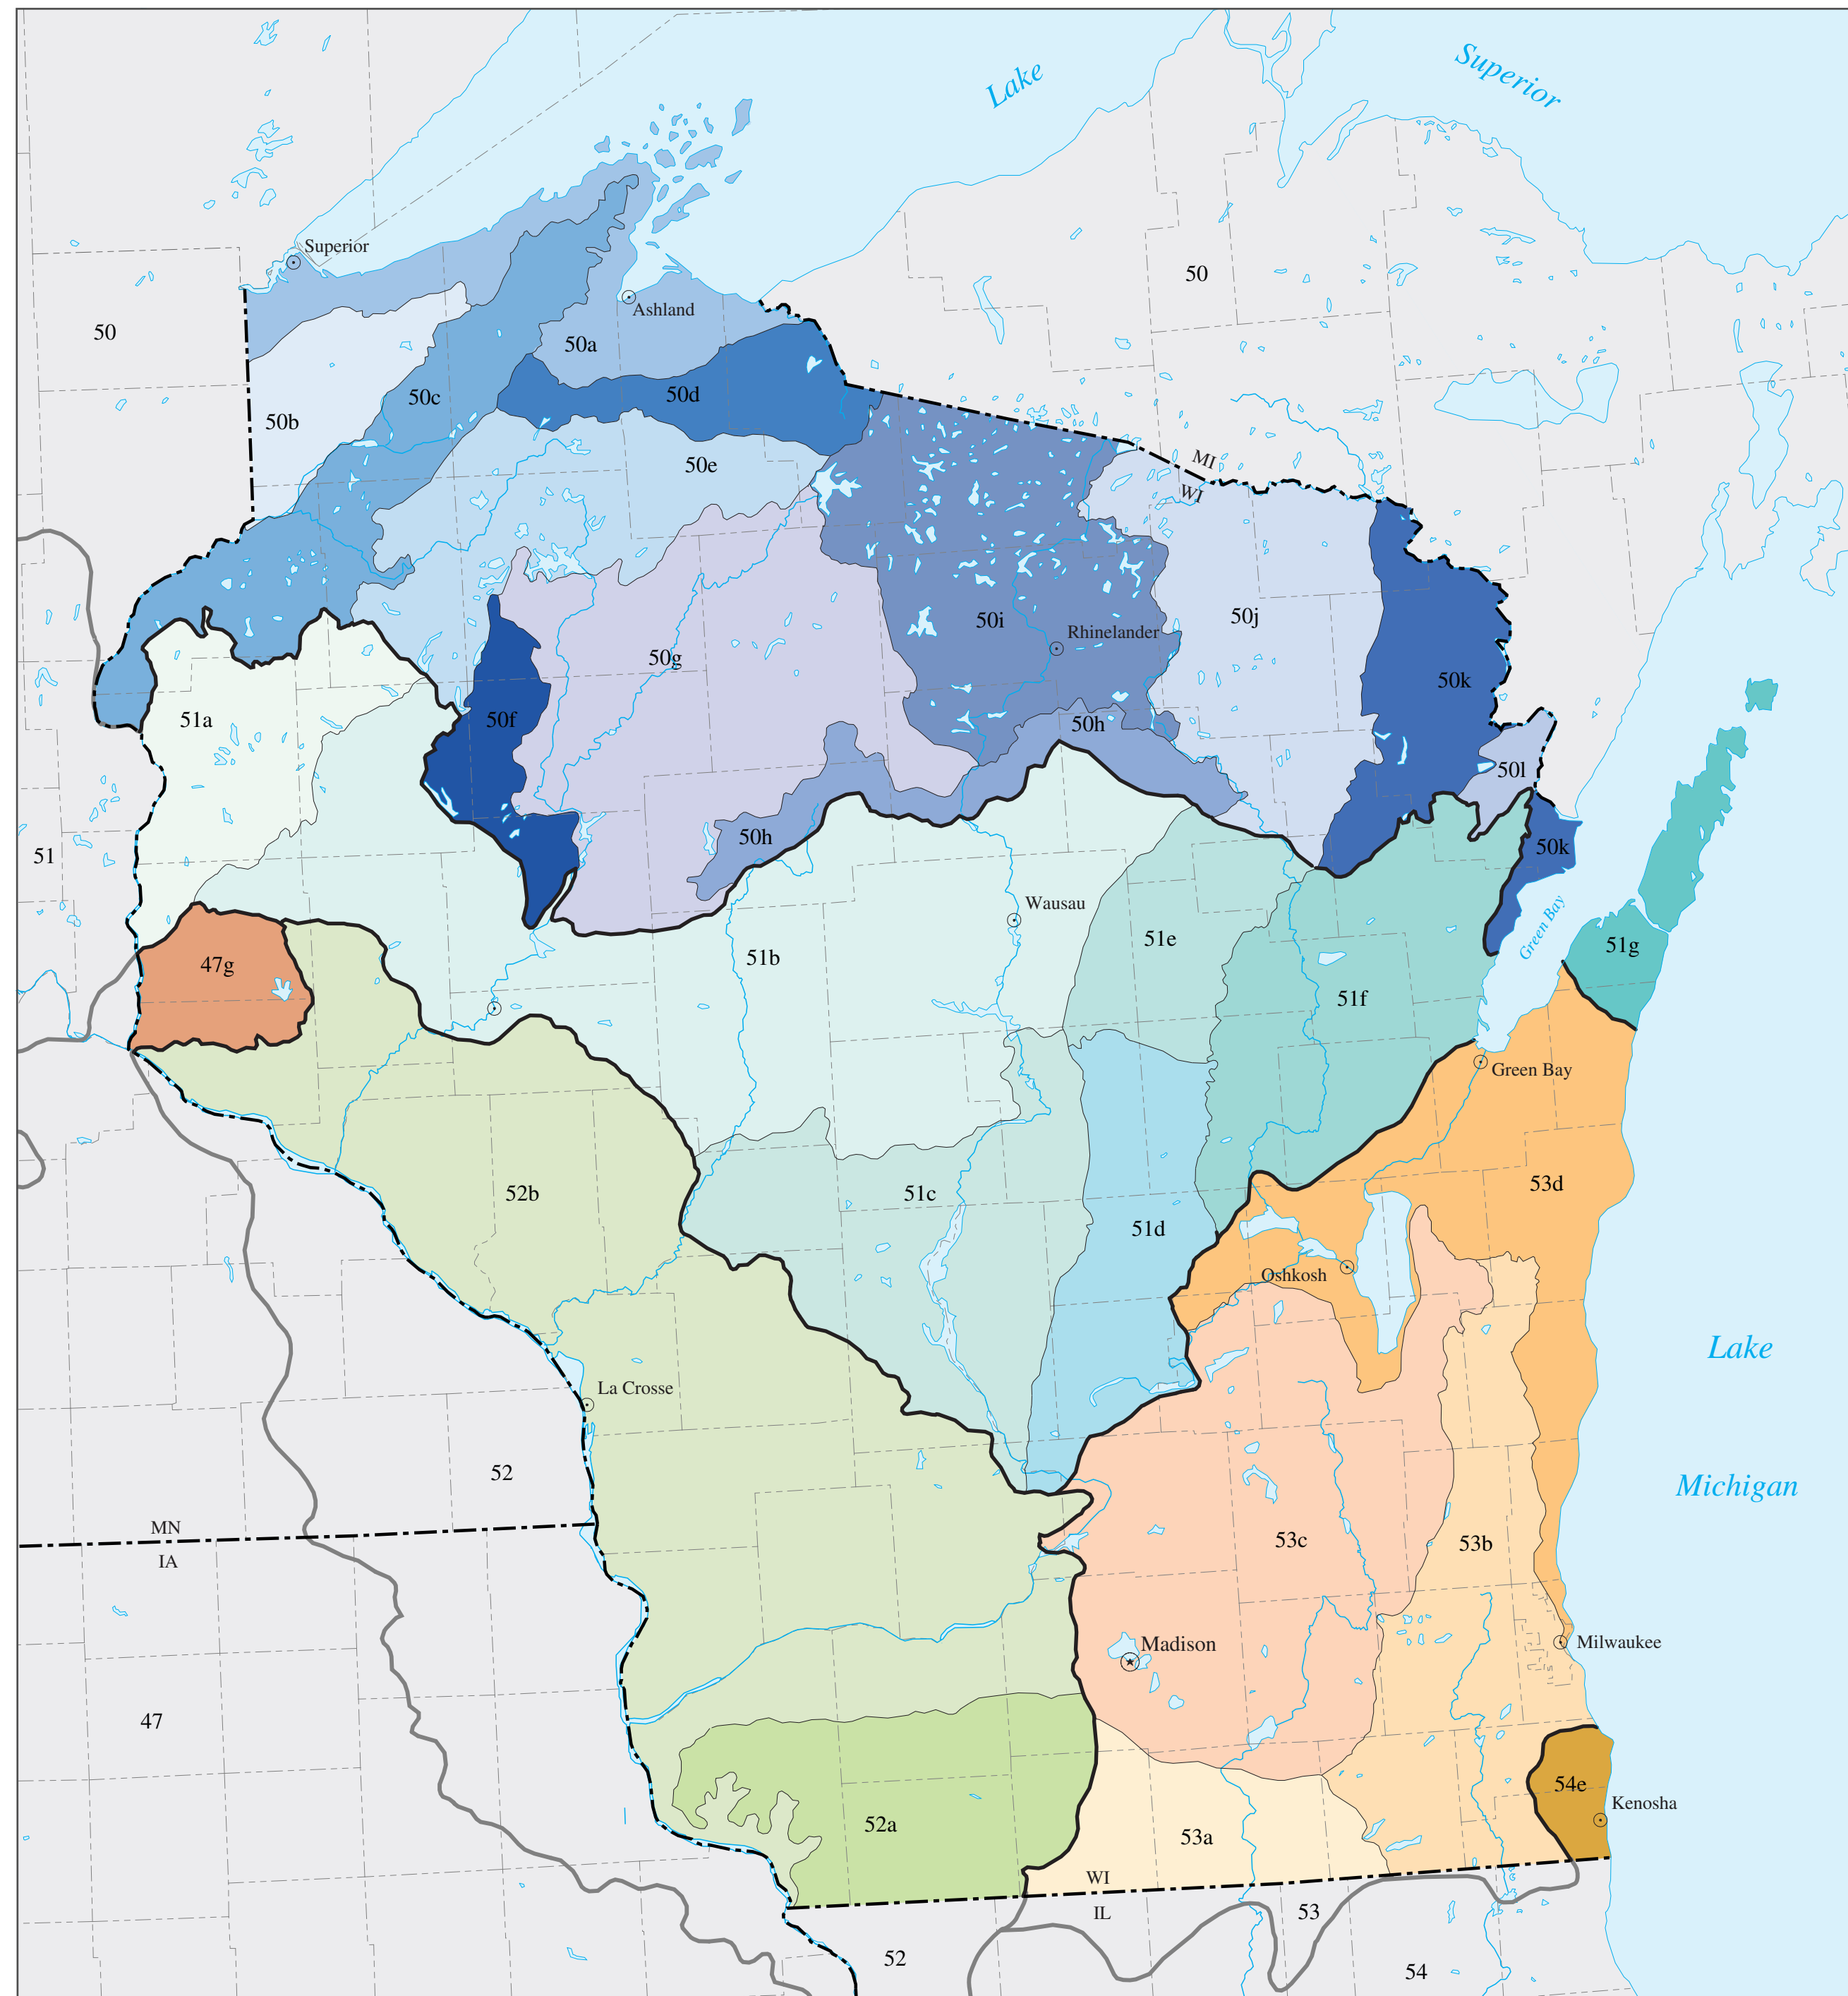 Lake
Superior
Superior
50
50
Ashland
50a
50d
50c
50b
50e
MI
WI
50i
Rhinelander
50j
50g
50k
51a
50f
50h
50l
50h
50k
51
Wausau
Green Bay
51g
51e
47g
51b
51f
Green Bay
52b
51c
51d
53d
Oshkosh
Lake
La Crosse
Michigan
52
MN
IA
53c
53b
Madison
Milwaukee
47
54e
Kenosha
52a
53a
WI
IL
53
52
54